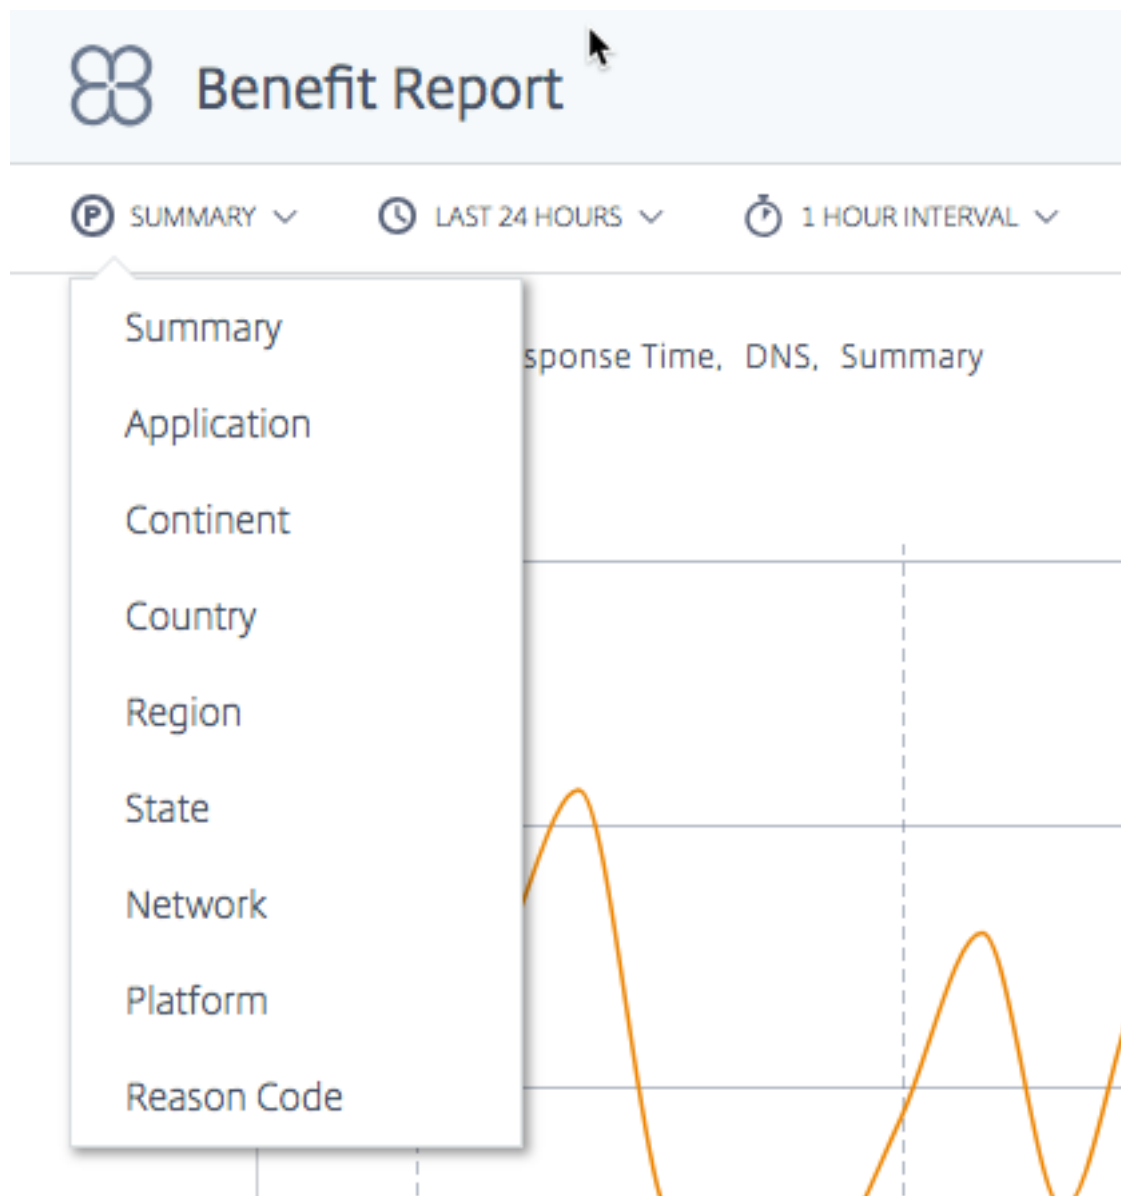 Benefit Report
P SUMMARY LAST 24 HOURS 1 HOUR INTERVAL
Summary
sponse Time, DNS, Summary
Application
Continent
Country
Region
State
Network
Platform
Reason Code